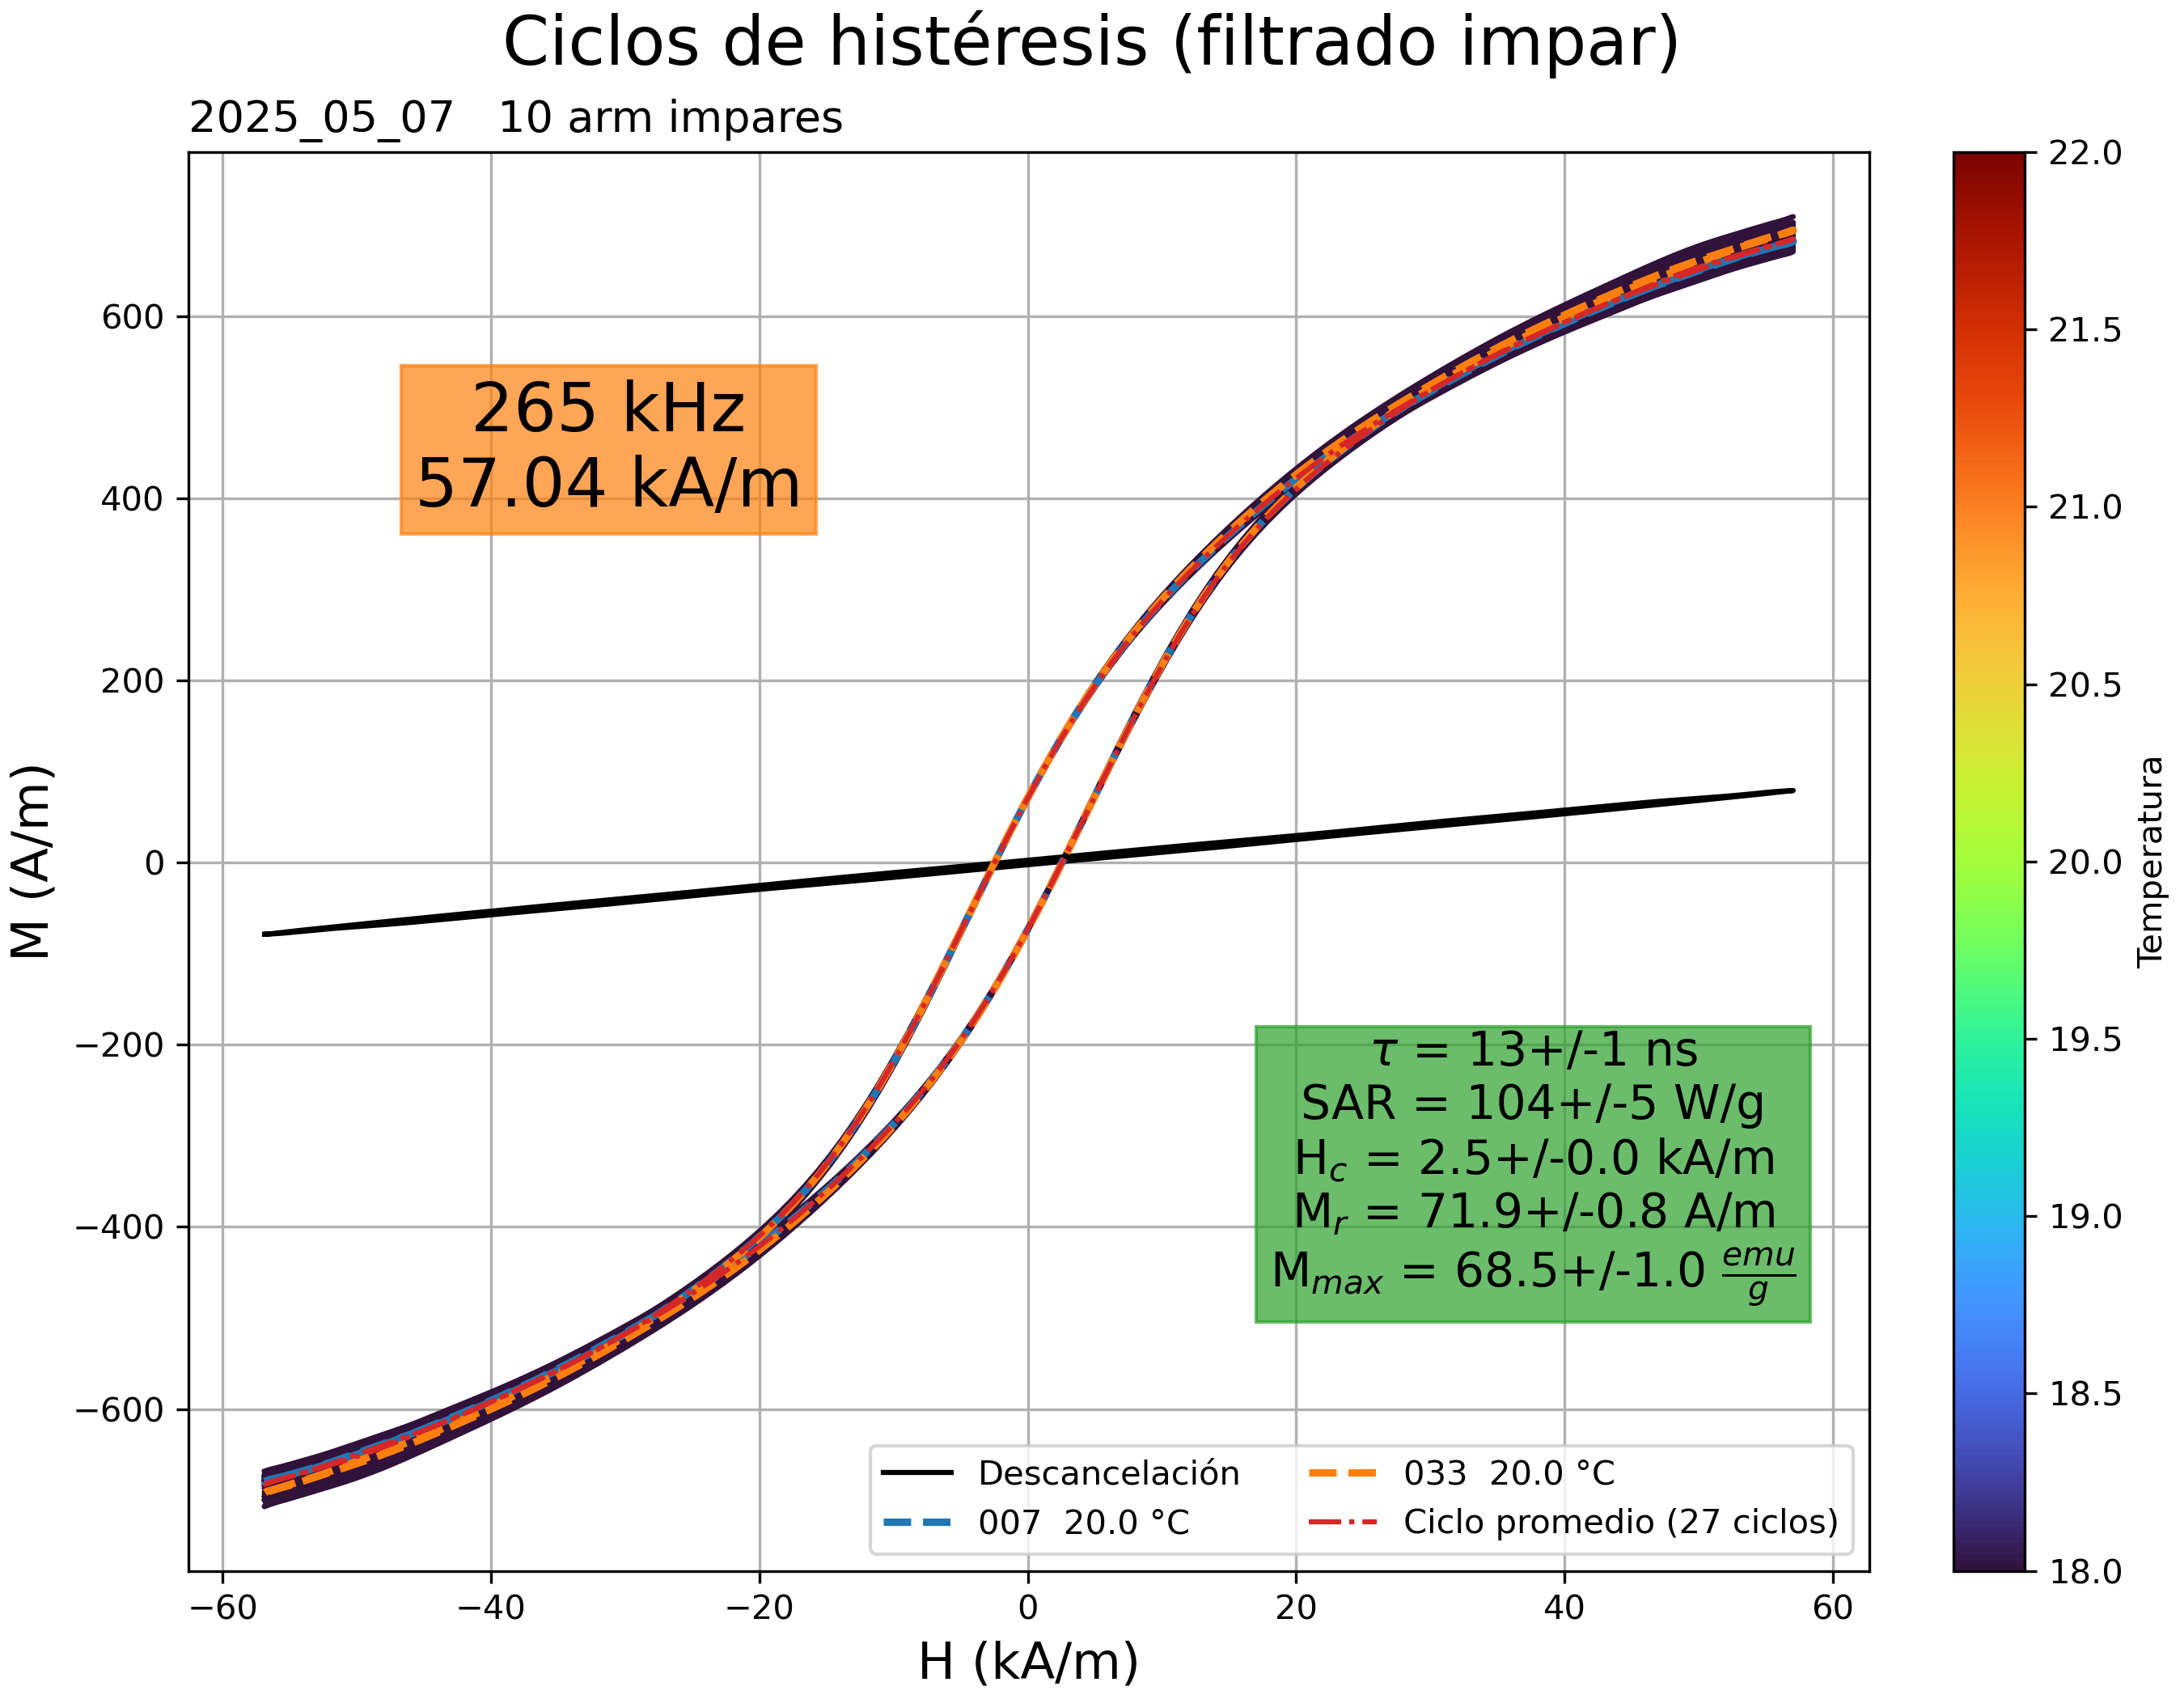 Ciclos de histéresis (filtrado impar)
2025_05_07   10 arm impares
265 kHz
57.04 kA/m
M (A/m)
600
400
200
0
−200
−400
−600
τ = 13+/-1 ns
SAR = 104+/-5 W/g
H_c = 2.5+/-0.0 kA/m
M_r = 71.9+/-0.8 A/m
M_max = 68.5+/-1.0 emu/g
Descancelación
007  20.0 °C
033  20.0 °C
Ciclo promedio (27 ciclos)
−60 −40 −20 0 20 40 60
H (kA/m)
22.0
21.5
21.0
20.5
20.0
19.5
19.0
18.5
18.0
Temperatura